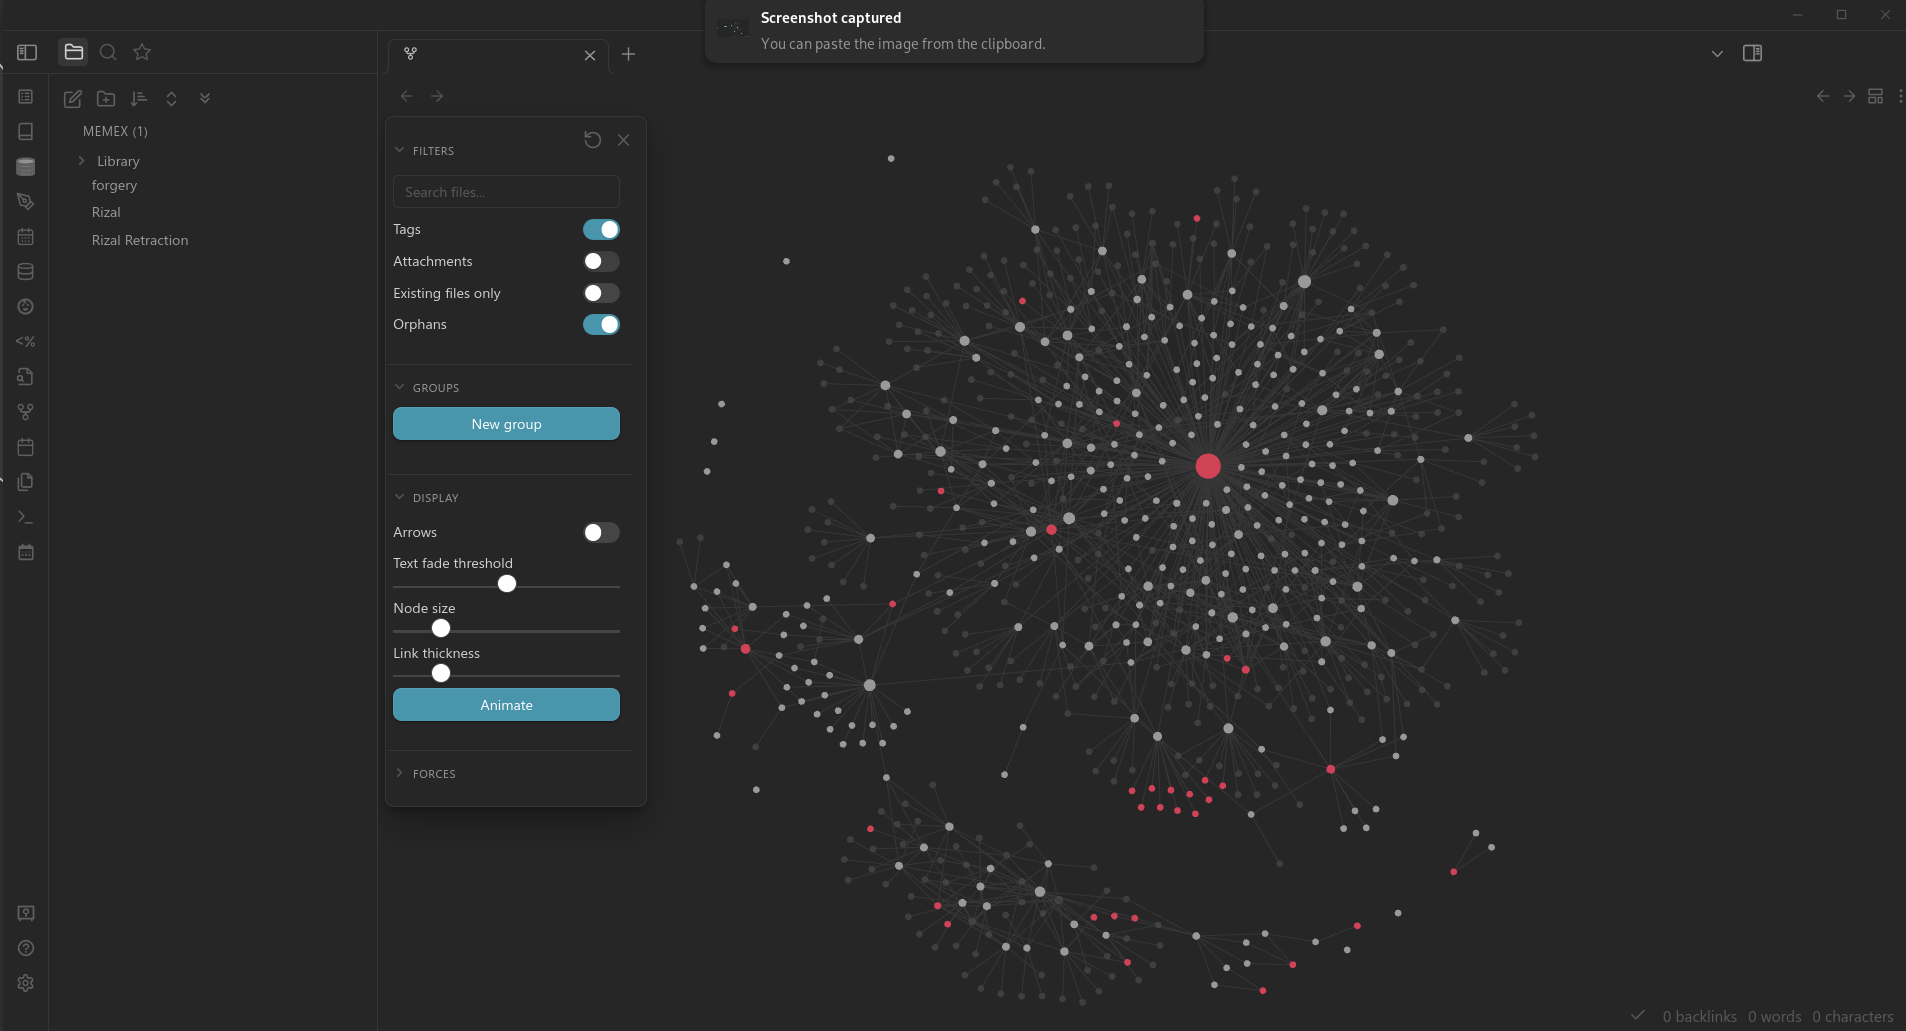 Screenshot captured
You can paste the image from the clipboard.
MEMEX (1)
Library
forgery
Rizal
Rizal Retraction
FILTERS
Search files...
Tags
Attachments
Existing files only
Orphans
GROUPS
New group
DISPLAY
Arrows
Text fade threshold
Node size
Link thickness
Animate
FORCES
<%
0 backlinks 0 words 0 characters